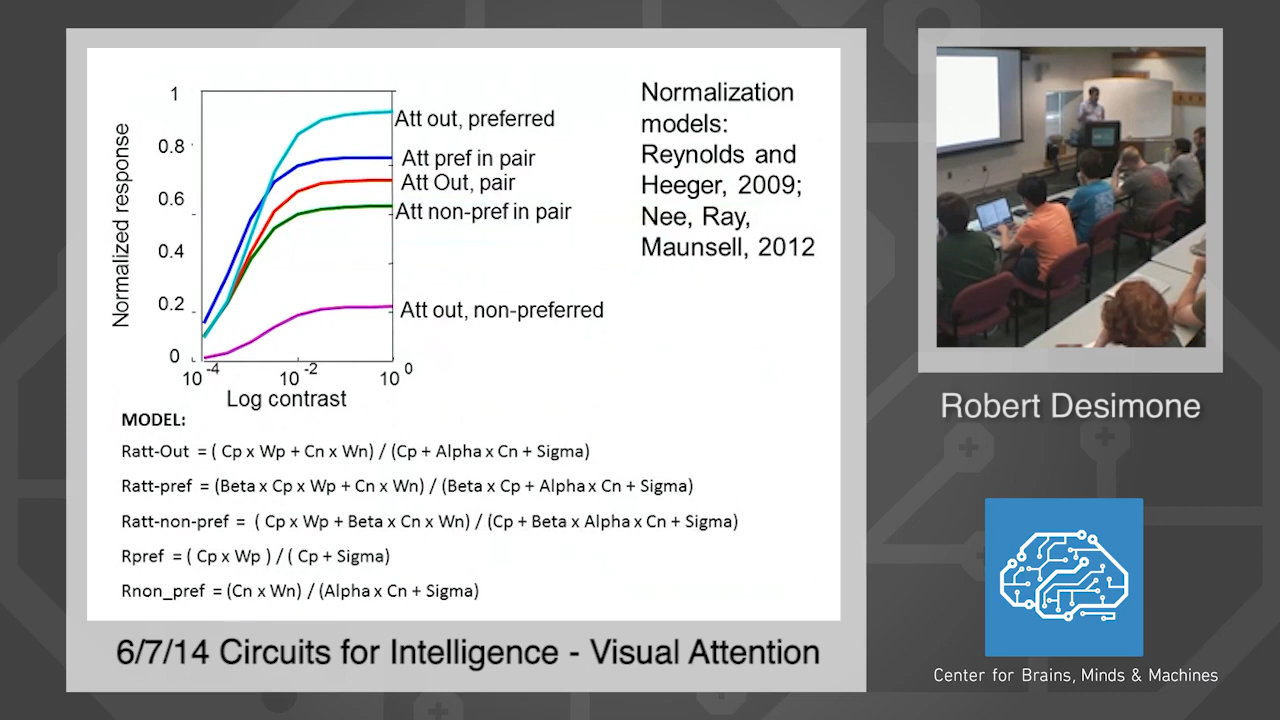 1
0.8
0.6
0.4
0.2
0
Normalized response
10^-4
10^-2
10^0
Log contrast
Att out, preferred
Att pref in pair
Att Out, pair
Att non-pref in pair
Att out, non-preferred
Normalization
models:
Reynolds and
Heeger, 2009;
Nee, Ray,
Maunsell, 2012
MODEL:
Ratt-Out = ( Cp x Wp + Cn x Wn) / (Cp + Alpha x Cn + Sigma)
Ratt-pref = (Beta x Cp x Wp + Cn x Wn) / (Beta x Cp + Alpha x Cn + Sigma)
Ratt-non-pref = ( Cp x Wp + Beta x Cn x Wn) / (Cp + Beta x Alpha x Cn + Sigma)
Rpref = ( Cp x Wp ) / ( Cp + Sigma)
Rnon_pref = (Cn x Wn) / (Alpha x Cn + Sigma)
6/7/14 Circuits for Intelligence - Visual Attention
Robert Desimone
Center for Brains, Minds & Machines